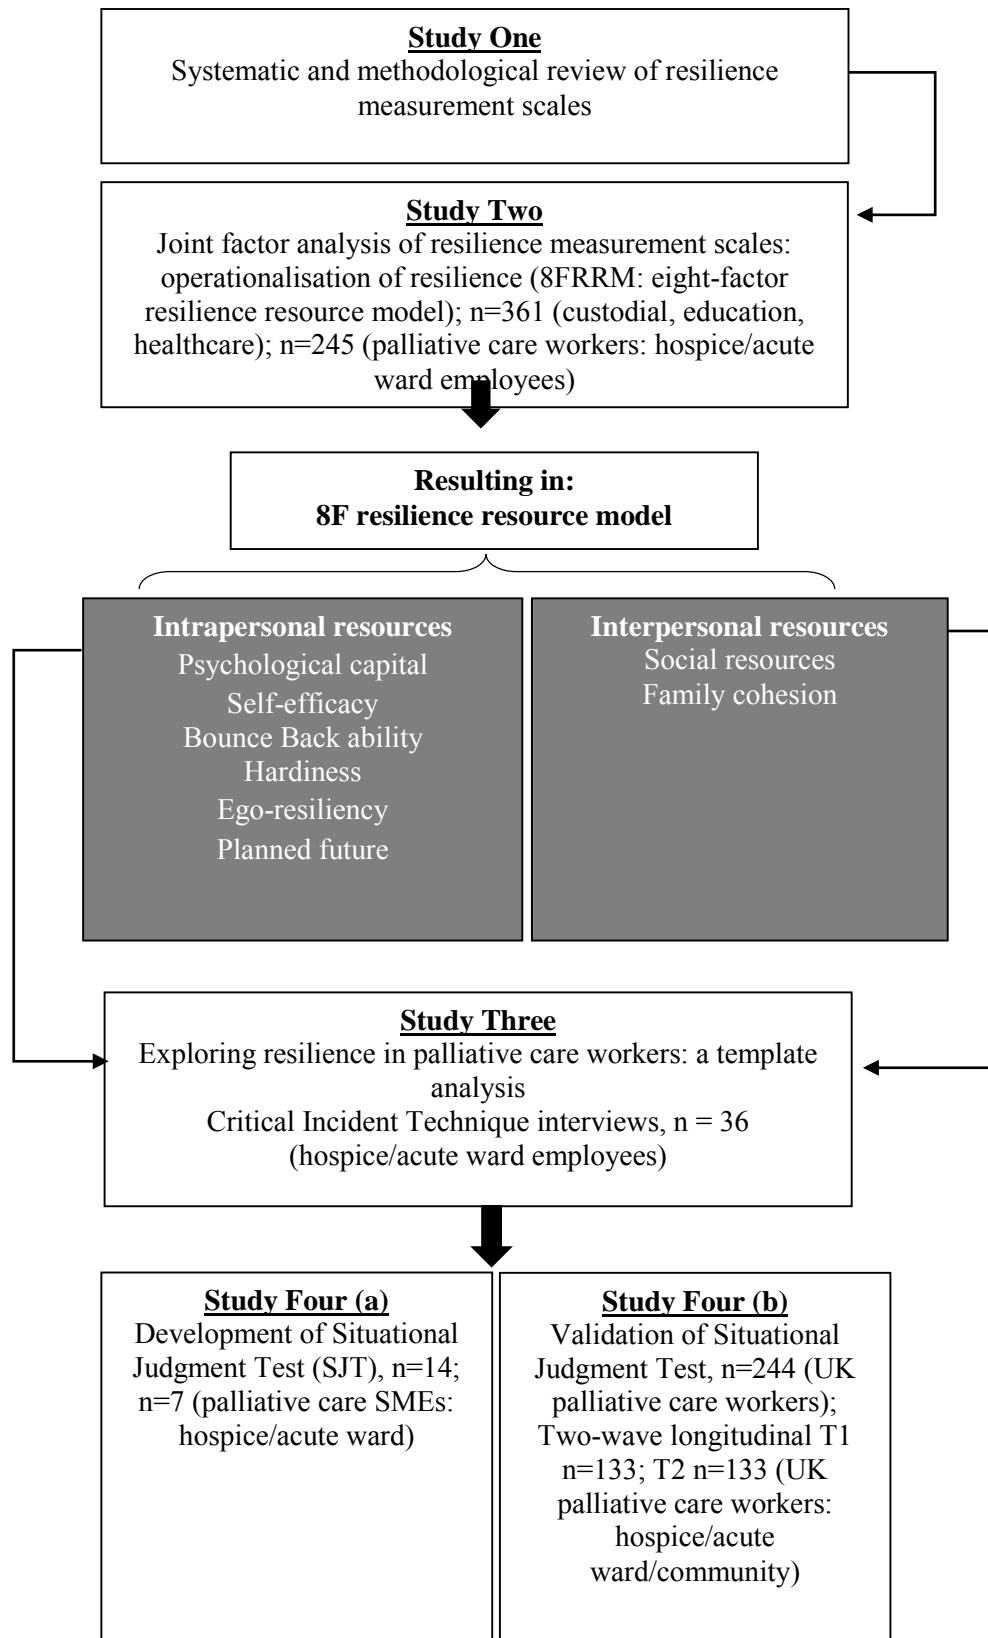 Study One
Systematic and methodological review of resilience
measurement scales
Study Two
Joint factor analysis of resilience measurement scales:
operationalisation of resilience (8FRRM: eight-factor
resilience resource model); n=361 (custodial, education,
healthcare); n=245 (palliative care workers: hospice/acute
ward employees)
Resulting in:
8F resilience resource model
Intrapersonal resources
Psychological capital
Self-efficacy
Bounce Back ability
Hardiness
Ego-resiliency
Planned future
Interpersonal resources
Social resources
Family cohesion
Study Three
Exploring resilience in palliative care workers: a template
analysis
Critical Incident Technique interviews, n = 36
(hospice/acute ward employees)
Study Four (a)
Development of Situational
Judgment Test (SJT), n=14;
n=7 (palliative care SMEs:
hospice/acute ward)
Study Four (b)
Validation of Situational
Judgment Test, n=244 (UK
palliative care workers);
Two-wave longitudinal T1
n=133; T2 n=133 (UK
palliative care workers:
hospice/acute
ward/community)